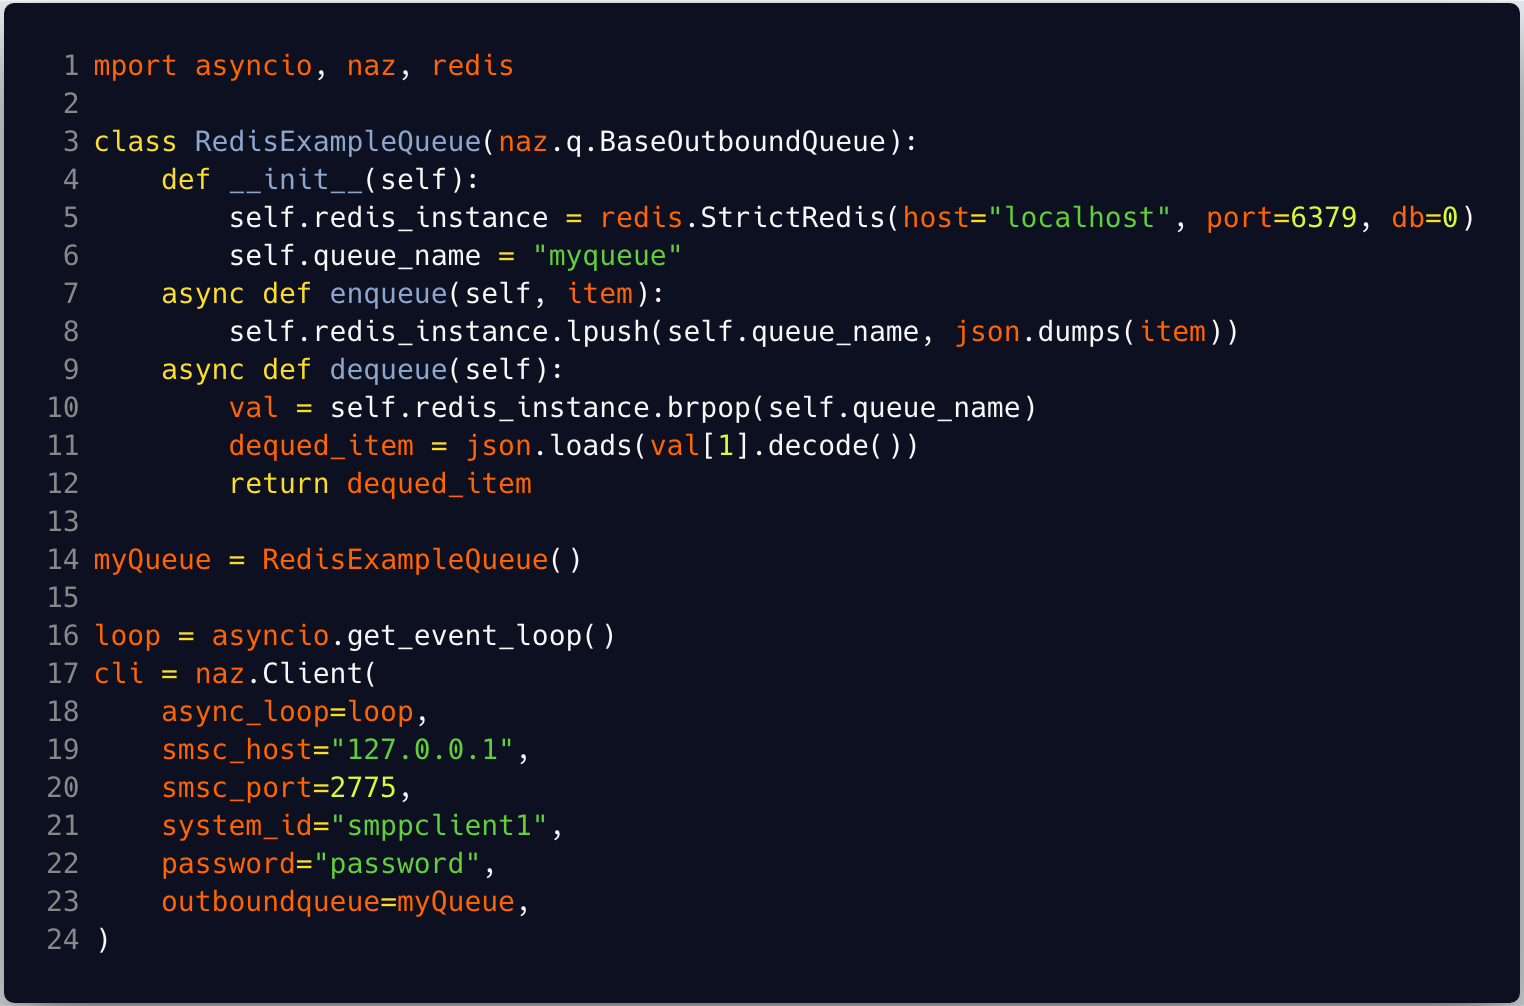 1 mport asyncio, naz, redis
2
3 class RedisExampleQueue(naz.q.BaseOutboundQueue):
4     def __init__(self):
5         self.redis_instance = redis.StrictRedis(host="localhost", port=6379, db=0)
6         self.queue_name = "myqueue"
7     async def enqueue(self, item):
8         self.redis_instance.lpush(self.queue_name, json.dumps(item))
9     async def dequeue(self):
10         val = self.redis_instance.brpop(self.queue_name)
11         dequed_item = json.loads(val[1].decode())
12         return dequed_item
13
14 myQueue = RedisExampleQueue()
15
16 loop = asyncio.get_event_loop()
17 cli = naz.Client(
18     async_loop=loop,
19     smsc_host="127.0.0.1",
20     smsc_port=2775,
21     system_id="smppclient1",
22     password="password",
23     outboundqueue=myQueue,
24 )